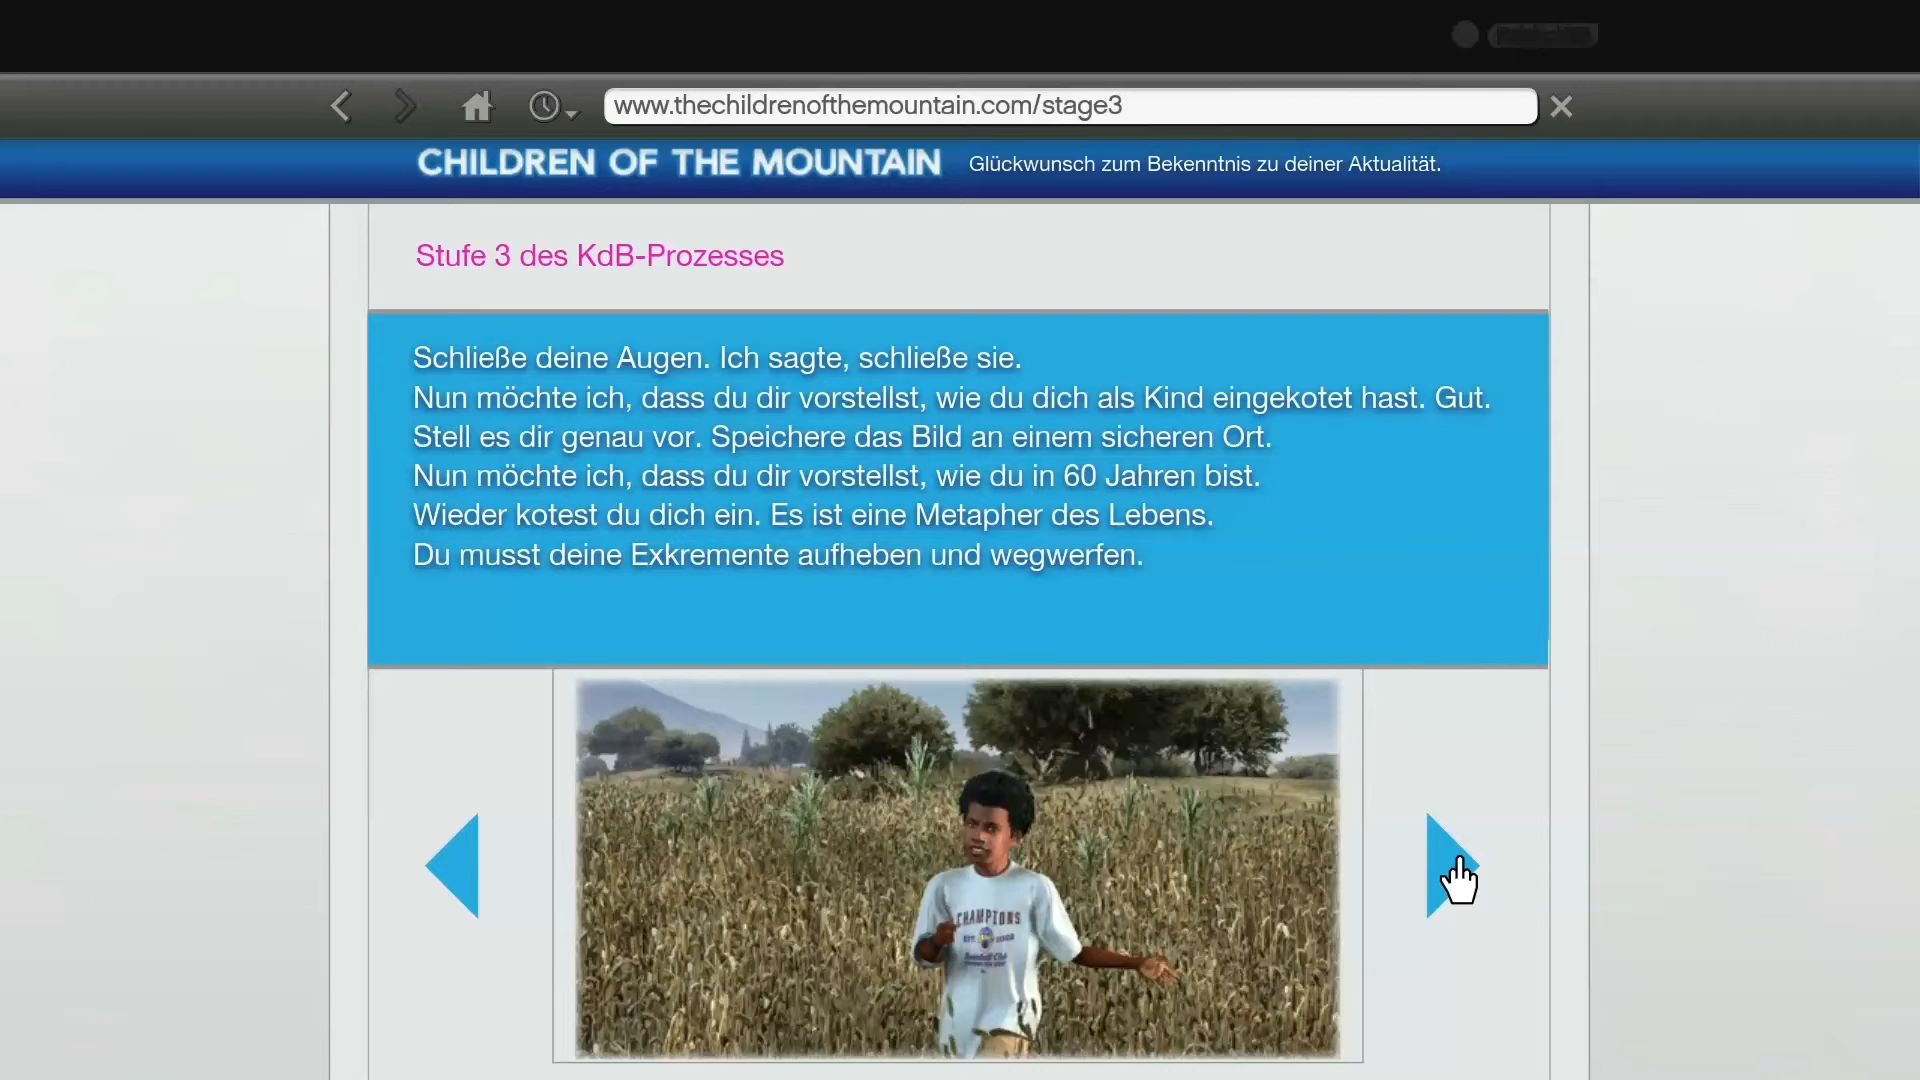 www.thechildrenofthemountain.com/stage3
CHILDREN OF THE MOUNTAIN Glückwunsch zum Bekenntnis zu deiner Aktualität.
Stufe 3 des KdB-Prozesses
Schließe deine Augen. Ich sagte, schließe sie.
Nun möchte ich, dass du dir vorstellst, wie du dich als Kind eingekotet hast. Gut.
Stell es dir genau vor. Speichere das Bild an einem sicheren Ort.
Nun möchte ich, dass du dir vorstellst, wie du in 60 Jahren bist.
Wieder kotest du dich ein. Es ist eine Metapher des Lebens.
Du musst deine Exkremente aufheben und wegwerfen.
CHAMPIONS
EST.
Baseball Club